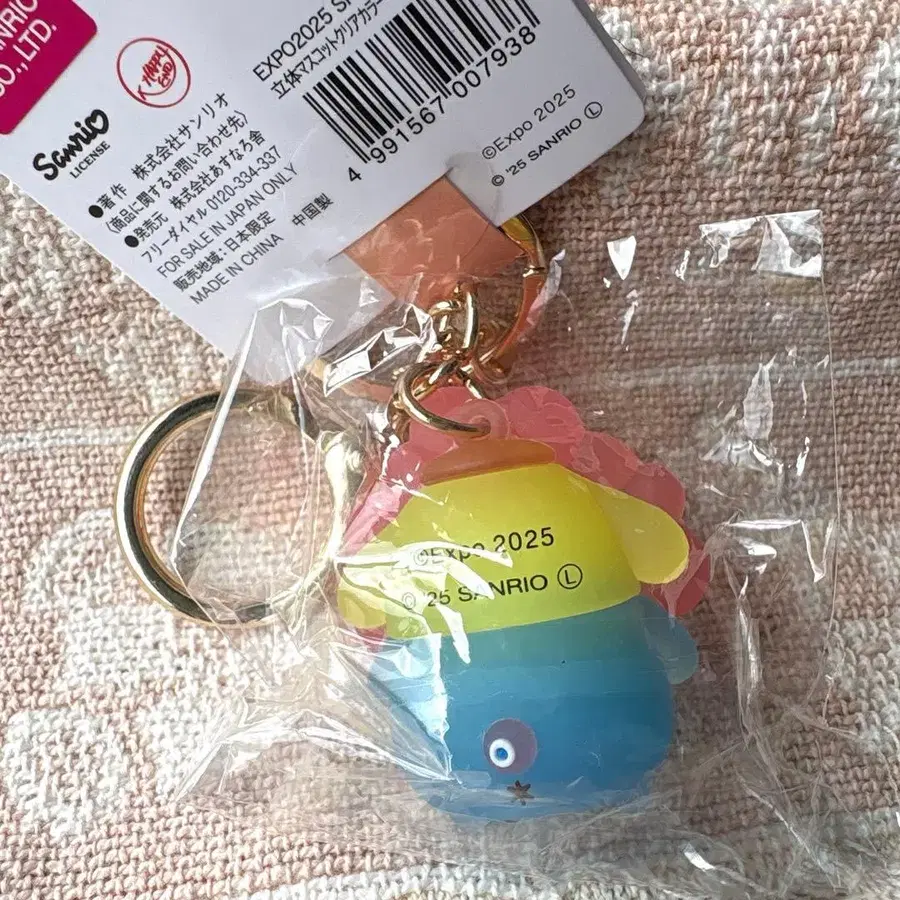 SANRIO
CO.,LTD.
HAPPY
END
Sanrio
LICENSE
●著作 株式会社サンリオ
(商品に関するお問い合わせ先)
●発売元 株式会社あすなろ舎
フリーダイヤル 0120-334-337
FOR SALE IN JAPAN ONLY
販売地域：日本限定 中国製
MADE IN CHINA
EXPO2025
立体マスコットクリアカラー
4 991567 007938
©Expo 2025
© '25 SANRIO Ⓛ
©Expo 2025
© '25 SANRIO Ⓛ